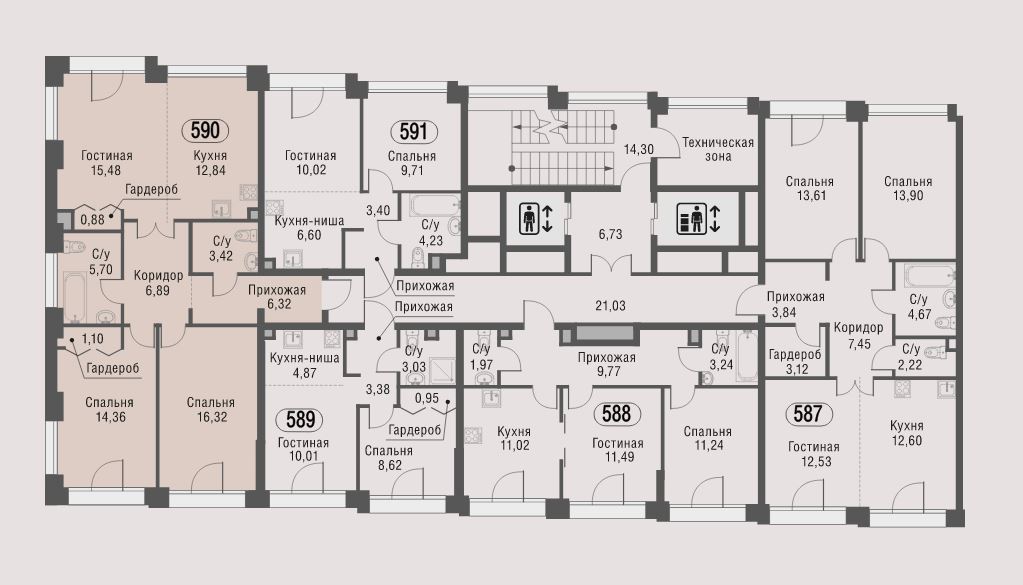 590
Гостиная
15,48
Кухня
12,84
Гардероб
0,88
С/у
5,70
С/у
3,42
Коридор
6,89
Прихожая
6,32
1,10
Гардероб
Спальня
14,36
Спальня
16,32
591
Гостиная
10,02
Спальня
9,71
Кухня-ниша
6,60
3,40
С/у
4,23
Прихожая
Прихожая
Кухня-ниша
4,87
С/у
3,03
3,38
0,95
589
Гостиная
10,01
Гардероб
Спальня
8,62
14,30
Техническая
зона
6,73
21,03
С/у
1,97
Прихожая
9,77
С/у
3,24
588
Кухня
11,02
Гостиная
11,49
Спальня
11,24
Спальня
13,61
Спальня
13,90
Прихожая
3,84
С/у
4,67
Коридор
7,45
Гардероб
3,12
С/у
2,22
587
Гостиная
12,53
Кухня
12,60